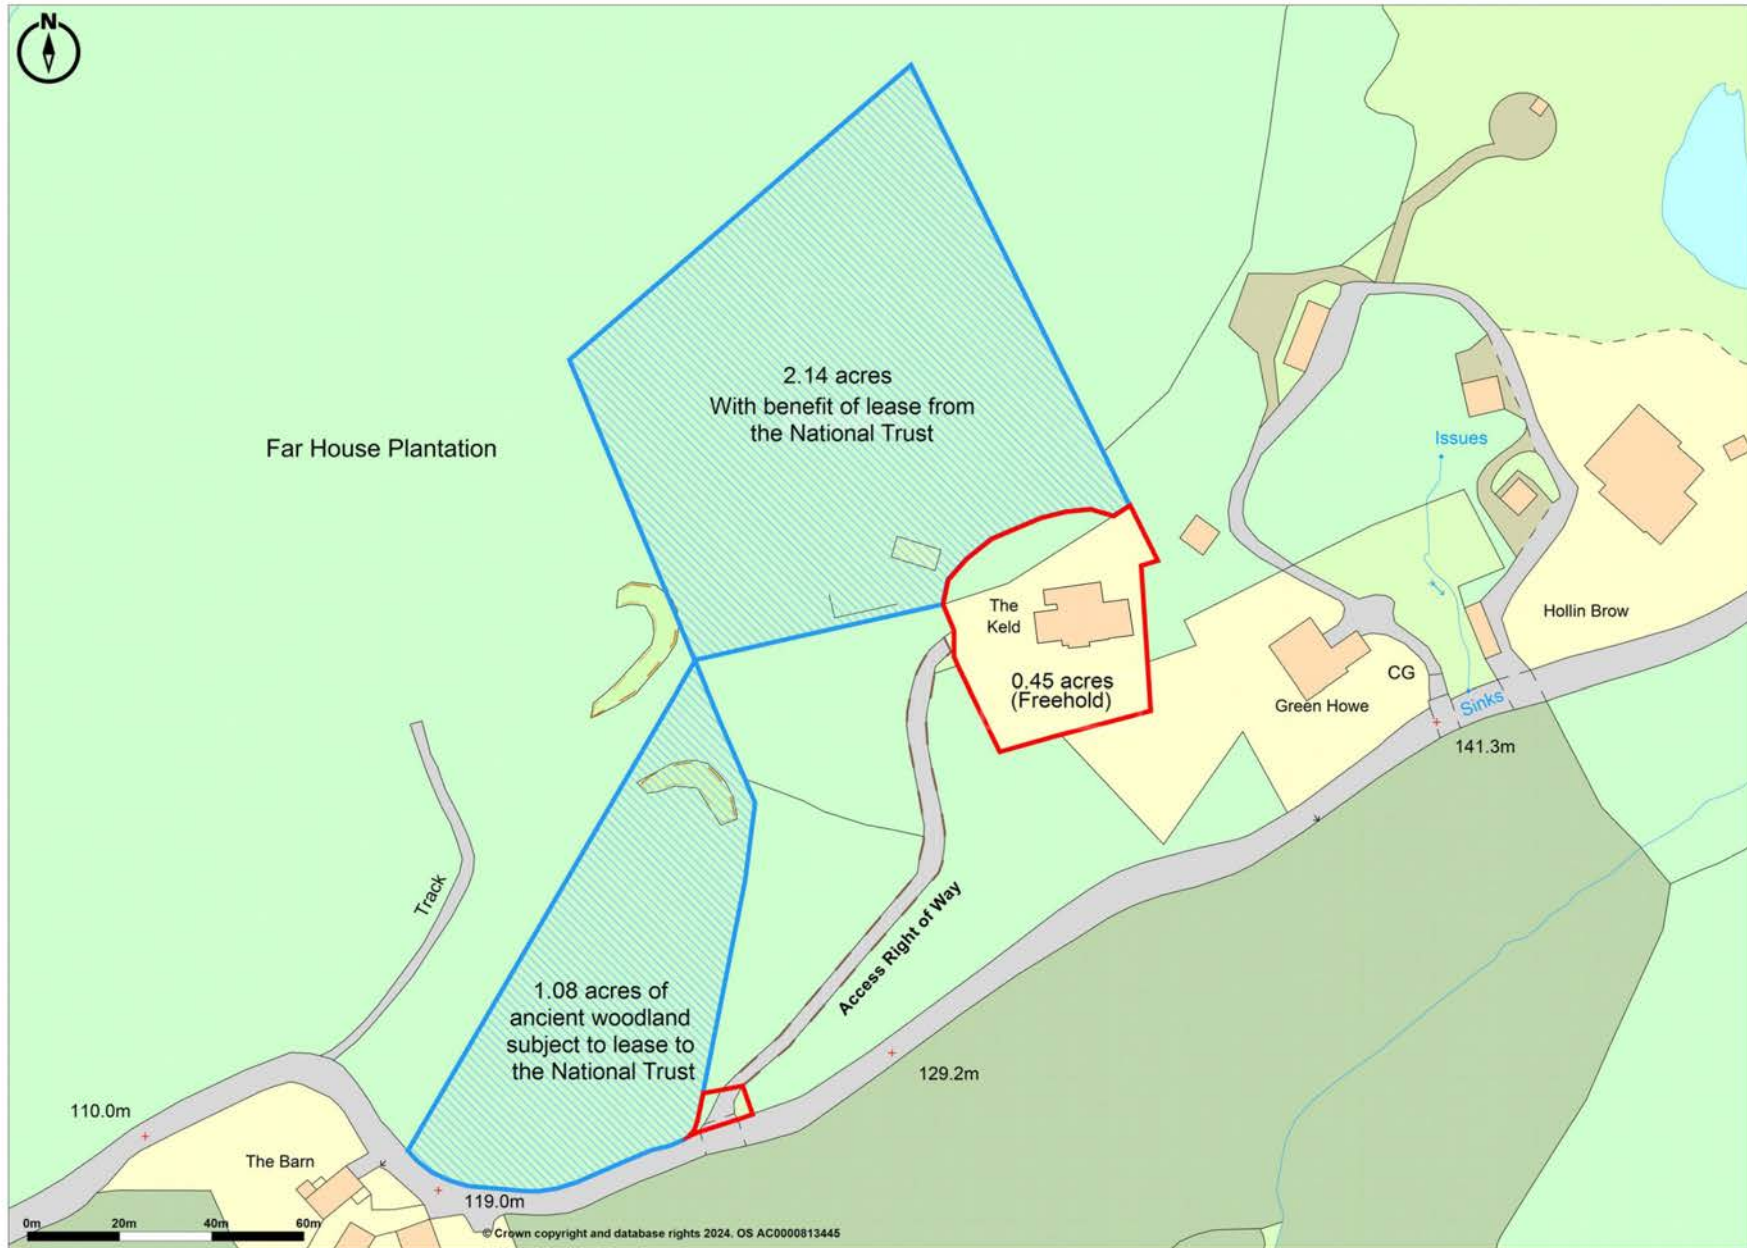 N
2.14 acres
With benefit of lease from
the National Trust
Far House Plantation
Issues
The
Keld
Hollin Brow
0.45 acres
(Freehold)
CG
Green Howe
Sinks
141.3m
Track
Access Right of Way
1.08 acres of
ancient woodland
subject to lease to
the National Trust
129.2m
110.0m
The Barn
119.0m
0m 20m 40m 60m
© Crown copyright and database rights 2024. OS AC0000813445